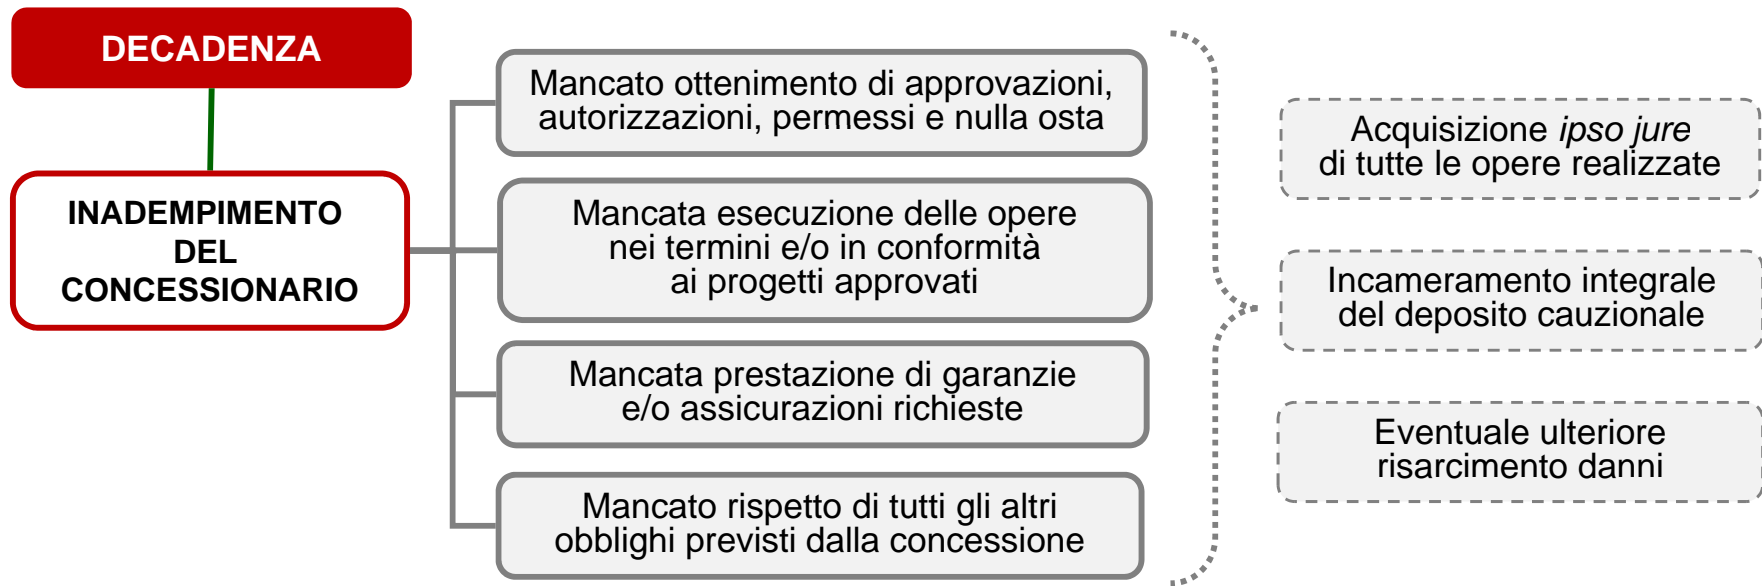 DECADENZA
INADEMPIMENTO
DEL
CONCESSIONARIO
Mancato ottenimento di approvazioni,
autorizzazioni, permessi e nulla osta
Mancata esecuzione delle opere
nei termini e/o in conformità
ai progetti approvati
Mancata prestazione di garanzie
e/o assicurazioni richieste
Mancato rispetto di tutti gli altri
obblighi previsti dalla concessione
Acquisizione ipso jure
di tutte le opere realizzate
Incameramento integrale
del deposito cauzionale
Eventuale ulteriore
risarcimento danni